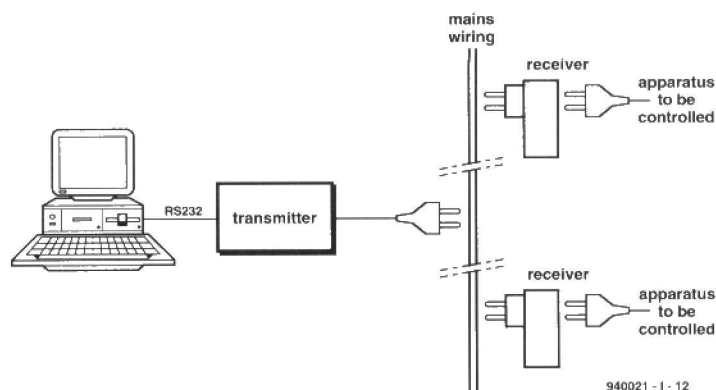 mains
wiring
receiver
apparatus
to be
controlled
RS232
transmitter
receiver
apparatus
to be
controlled
940021 - I - 12